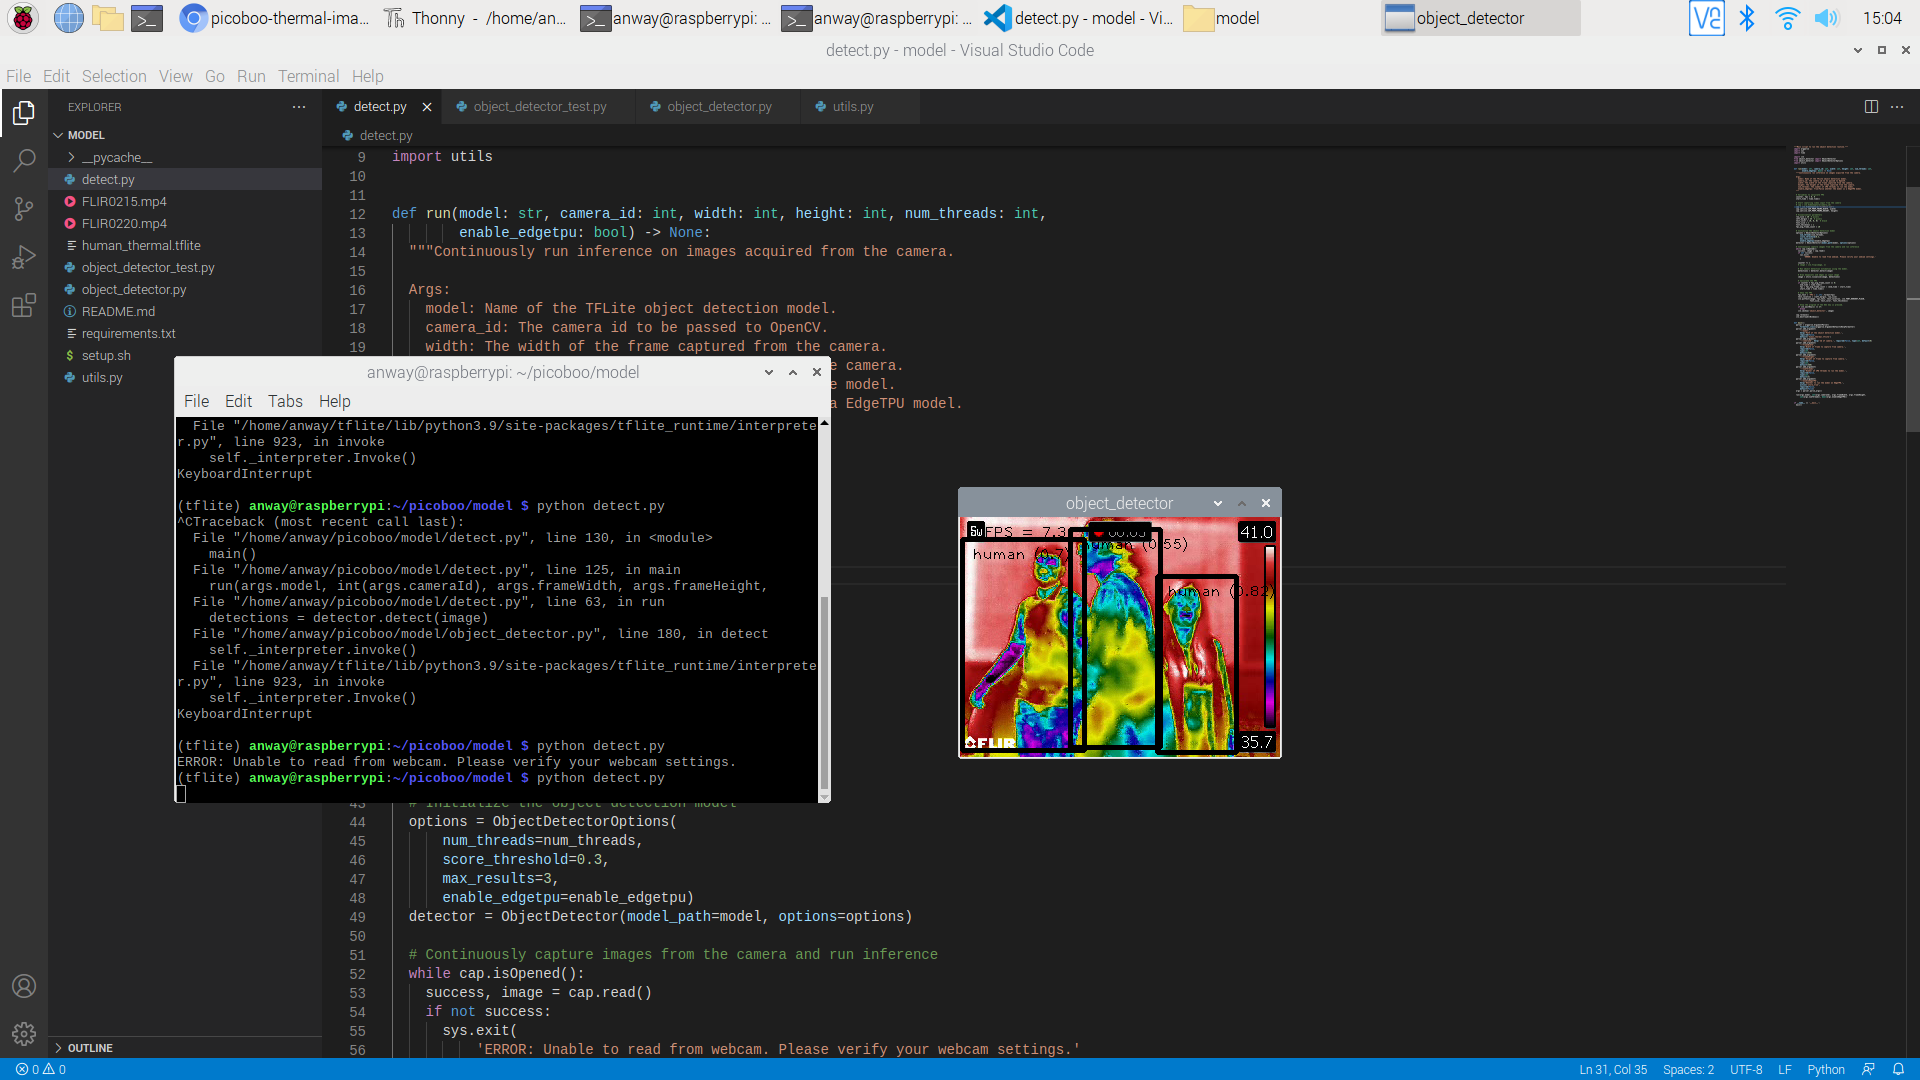 picoboo-thermal-ima...
Thonny - /home/an...
anway@raspberrypi: ...
anway@raspberrypi: ...
detect.py - model - Vi...
model
object_detector
15:04
detect.py - model - Visual Studio Code
File Edit Selection View Go Run Terminal Help
EXPLORER
MODEL
__pycache__
detect.py
FLIR0215.mp4
FLIR0220.mp4
human_thermal.tflite
object_detector_test.py
object_detector.py
README.md
requirements.txt
setup.sh
utils.py
OUTLINE
detect.py
object_detector_test.py
object_detector.py
utils.py
detect.py
9 import utils
10
11
12 def run(model: str, camera_id: int, width: int, height: int, num_threads: int,
13 enable_edgetpu: bool) -> None:
14 """Continuously run inference on images acquired from the camera.
15
16 Args:
17 model: Name of the TFLite object detection model.
18 camera_id: The camera id to be passed to OpenCV.
19 width: The width of the frame captured from the camera.
e camera.
e model.
a EdgeTPU model.
anway@raspberrypi: ~/picoboo/model
File Edit Tabs Help
File "/home/anway/tflite/lib/python3.9/site-packages/tflite_runtime/interprete
r.py", line 923, in invoke
self._interpreter.Invoke()
KeyboardInterrupt
(tflite) anway@raspberrypi:~/picoboo/model $ python detect.py
^CTraceback (most recent call last):
File "/home/anway/picoboo/model/detect.py", line 130, in <module>
main()
File "/home/anway/picoboo/model/detect.py", line 125, in main
run(args.model, int(args.cameraId), args.frameWidth, args.frameHeight,
File "/home/anway/picoboo/model/detect.py", line 63, in run
detections = detector.detect(image)
File "/home/anway/picoboo/model/object_detector.py", line 180, in detect
self._interpreter.invoke()
File "/home/anway/tflite/lib/python3.9/site-packages/tflite_runtime/interprete
r.py", line 923, in invoke
self._interpreter.Invoke()
KeyboardInterrupt
(tflite) anway@raspberrypi:~/picoboo/model $ python detect.py
ERROR: Unable to read from webcam. Please verify your webcam settings.
(tflite) anway@raspberrypi:~/picoboo/model $ python detect.py
object_detector
FPS = 7.3
41.0
human
human (0.82)
FLIR
35.7
43 # Initialize the object detection model
44 options = ObjectDetectorOptions(
45 num_threads=num_threads,
46 score_threshold=0.3,
47 max_results=3,
48 enable_edgetpu=enable_edgetpu)
49 detector = ObjectDetector(model_path=model, options=options)
50
51 # Continuously capture images from the camera and run inference
52 while cap.isOpened():
53 success, image = cap.read()
54 if not success:
55 sys.exit(
56 'ERROR: Unable to read from webcam. Please verify your webcam settings.'
0 0
Ln 31, Col 35 Spaces: 2 UTF-8 LF Python